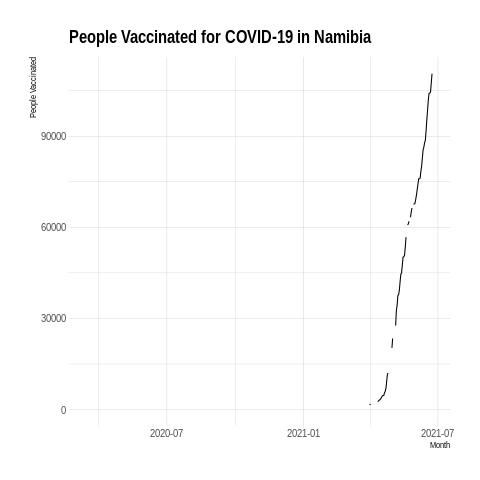 People Vaccinated for COVID-19 in Namibia
People Vaccinated
90000
60000
30000
0
2020-07
2021-01
2021-07
Month